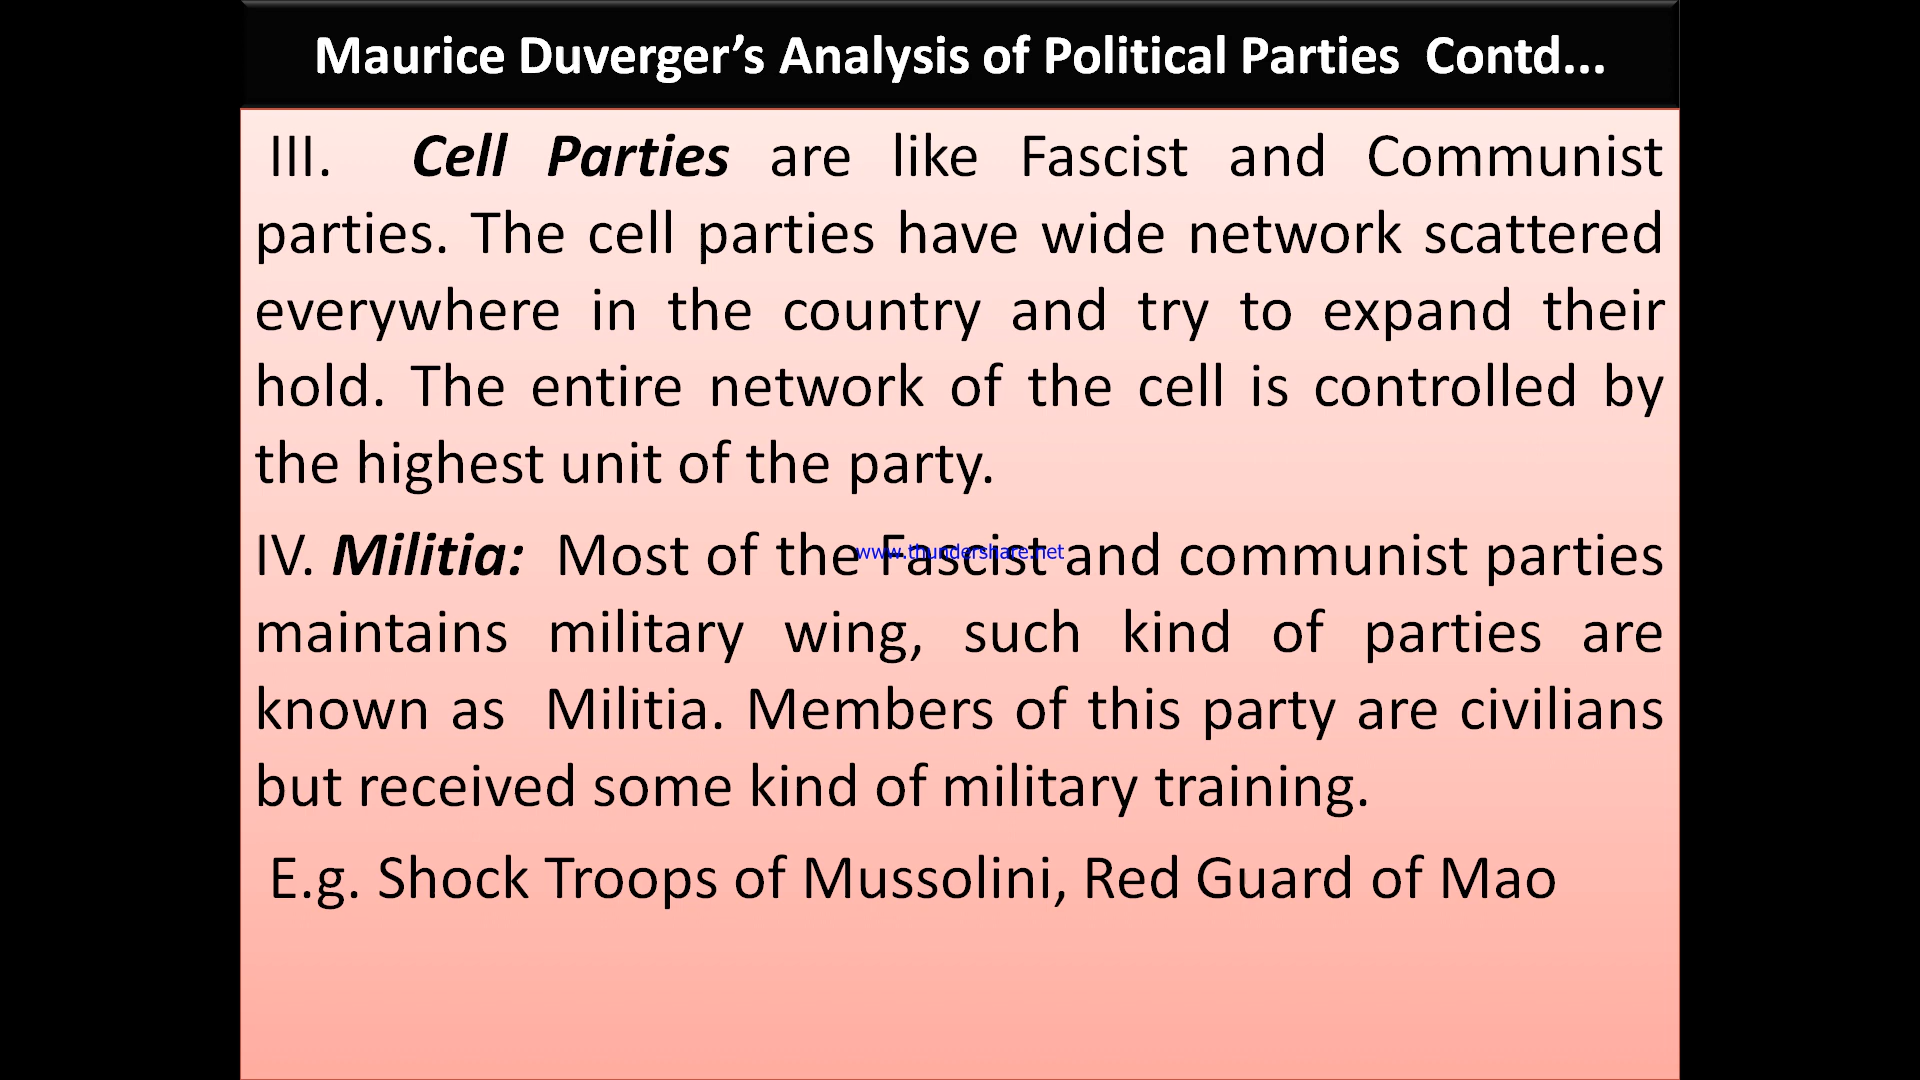 Maurice Duverger’s Analysis of Political Parties Contd...
III. Cell Parties are like Fascist and Communist
parties. The cell parties have wide network scattered
everywhere in the country and try to expand their
hold. The entire network of the cell is controlled by
the highest unit of the party.
IV. Militia: Most of the Fascist and communist parties
www.thundershare.net
maintains military wing, such kind of parties are
known as Militia. Members of this party are civilians
but received some kind of military training.
E.g. Shock Troops of Mussolini, Red Guard of Mao